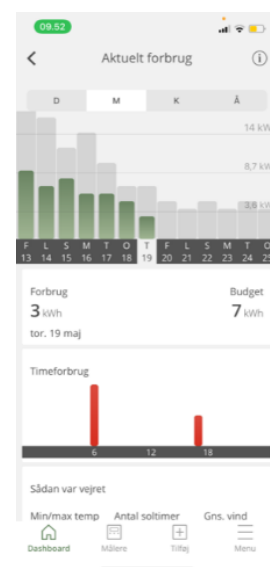 09.52
Aktuelt forbrug
D M K Å
14 kW
8,7 kW
3,6 kW
F L S M T O T F L S M T O
13 14 15 16 17 18 19 20 21 22 23 24 25
Forbrug Budget
3 kWh 7 kWh
tor. 19 maj
Timeforbrug
6 12 18
Sådan var vejret
Min/max temp Antal soltimer Gns. vind
Dashboard Målere Tilføj Menu